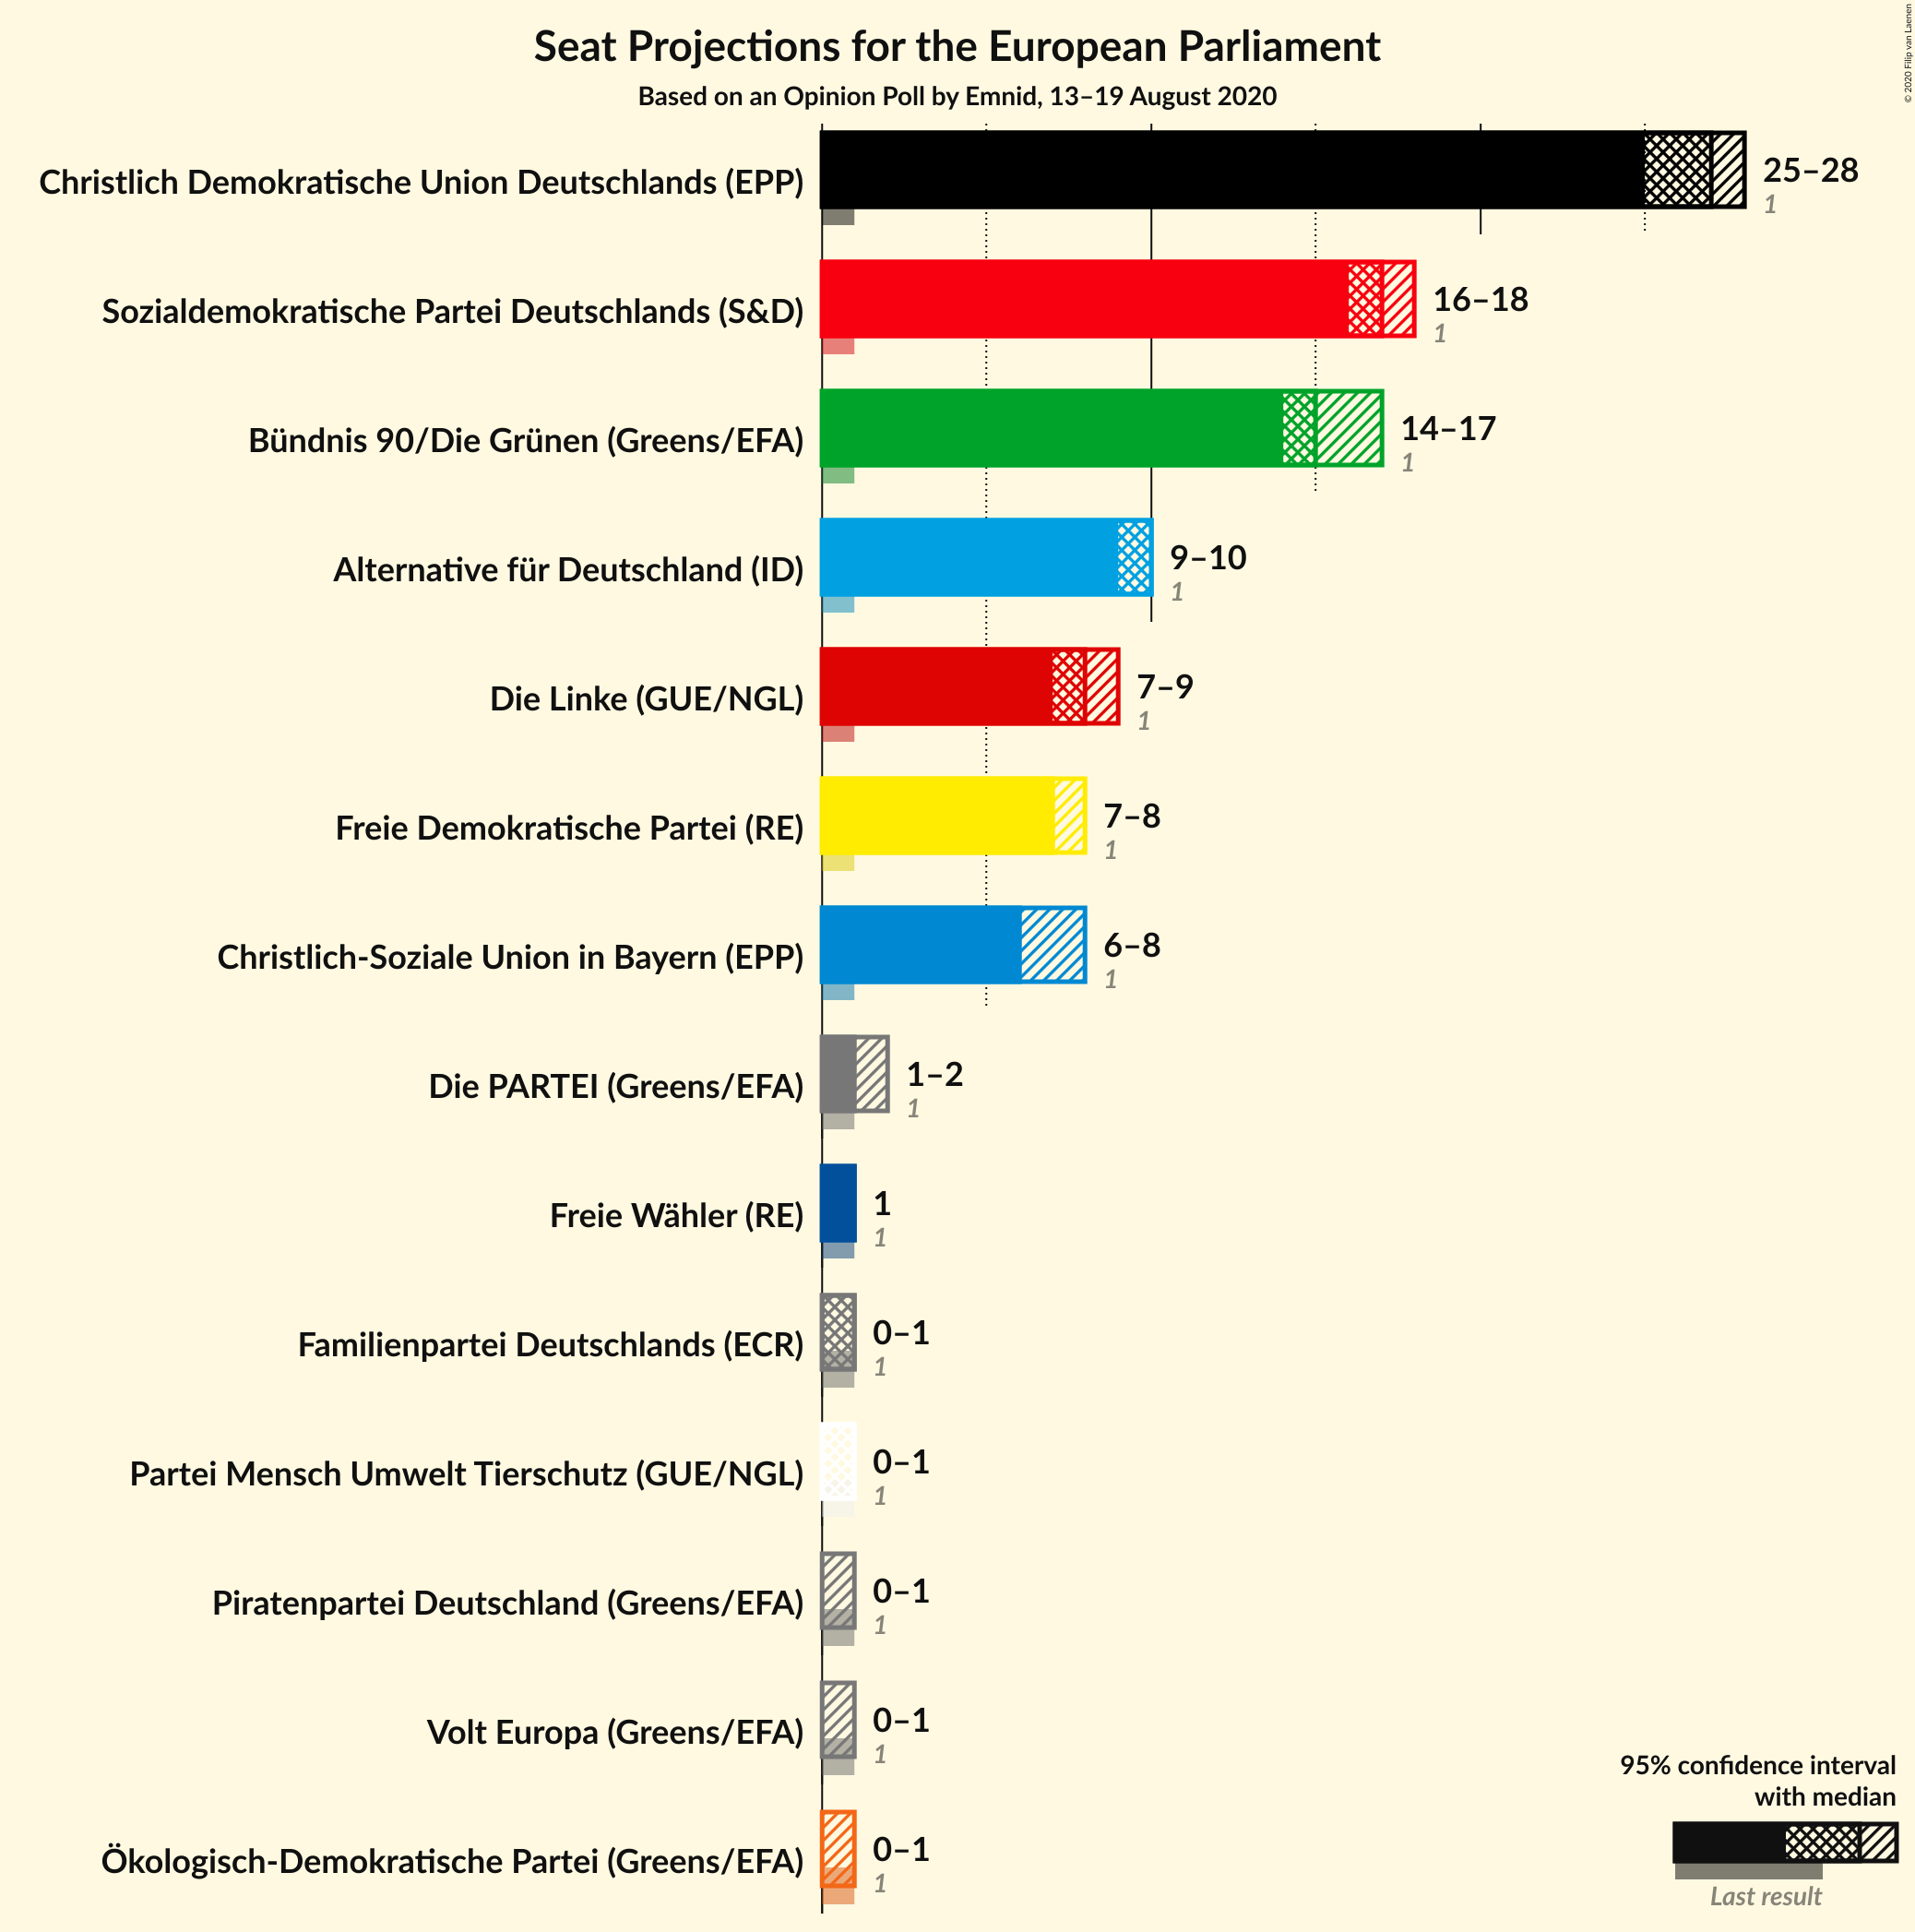 Seat Projections for the European Parliament
Based on an Opinion Poll by Emnid, 13–19 August 2020
© 2020 Filip van Laenen
Christlich Demokratische Union Deutschlands (EPP)
25–28
1
Sozialdemokratische Partei Deutschlands (S&D)
16–18
1
Bündnis 90/Die Grünen (Greens/EFA)
14–17
1
Alternative für Deutschland (ID)
9–10
1
Die Linke (GUE/NGL)
7–9
1
Freie Demokratische Partei (RE)
7–8
1
Christlich-Soziale Union in Bayern (EPP)
6–8
1
Die PARTEI (Greens/EFA)
1–2
1
Freie Wähler (RE)
1
1
Familienpartei Deutschlands (ECR)
0–1
1
Partei Mensch Umwelt Tierschutz (GUE/NGL)
0–1
1
Piratenpartei Deutschland (Greens/EFA)
0–1
1
Volt Europa (Greens/EFA)
0–1
1
Ökologisch-Demokratische Partei (Greens/EFA)
0–1
1
95% confidence interval
with median
Last result